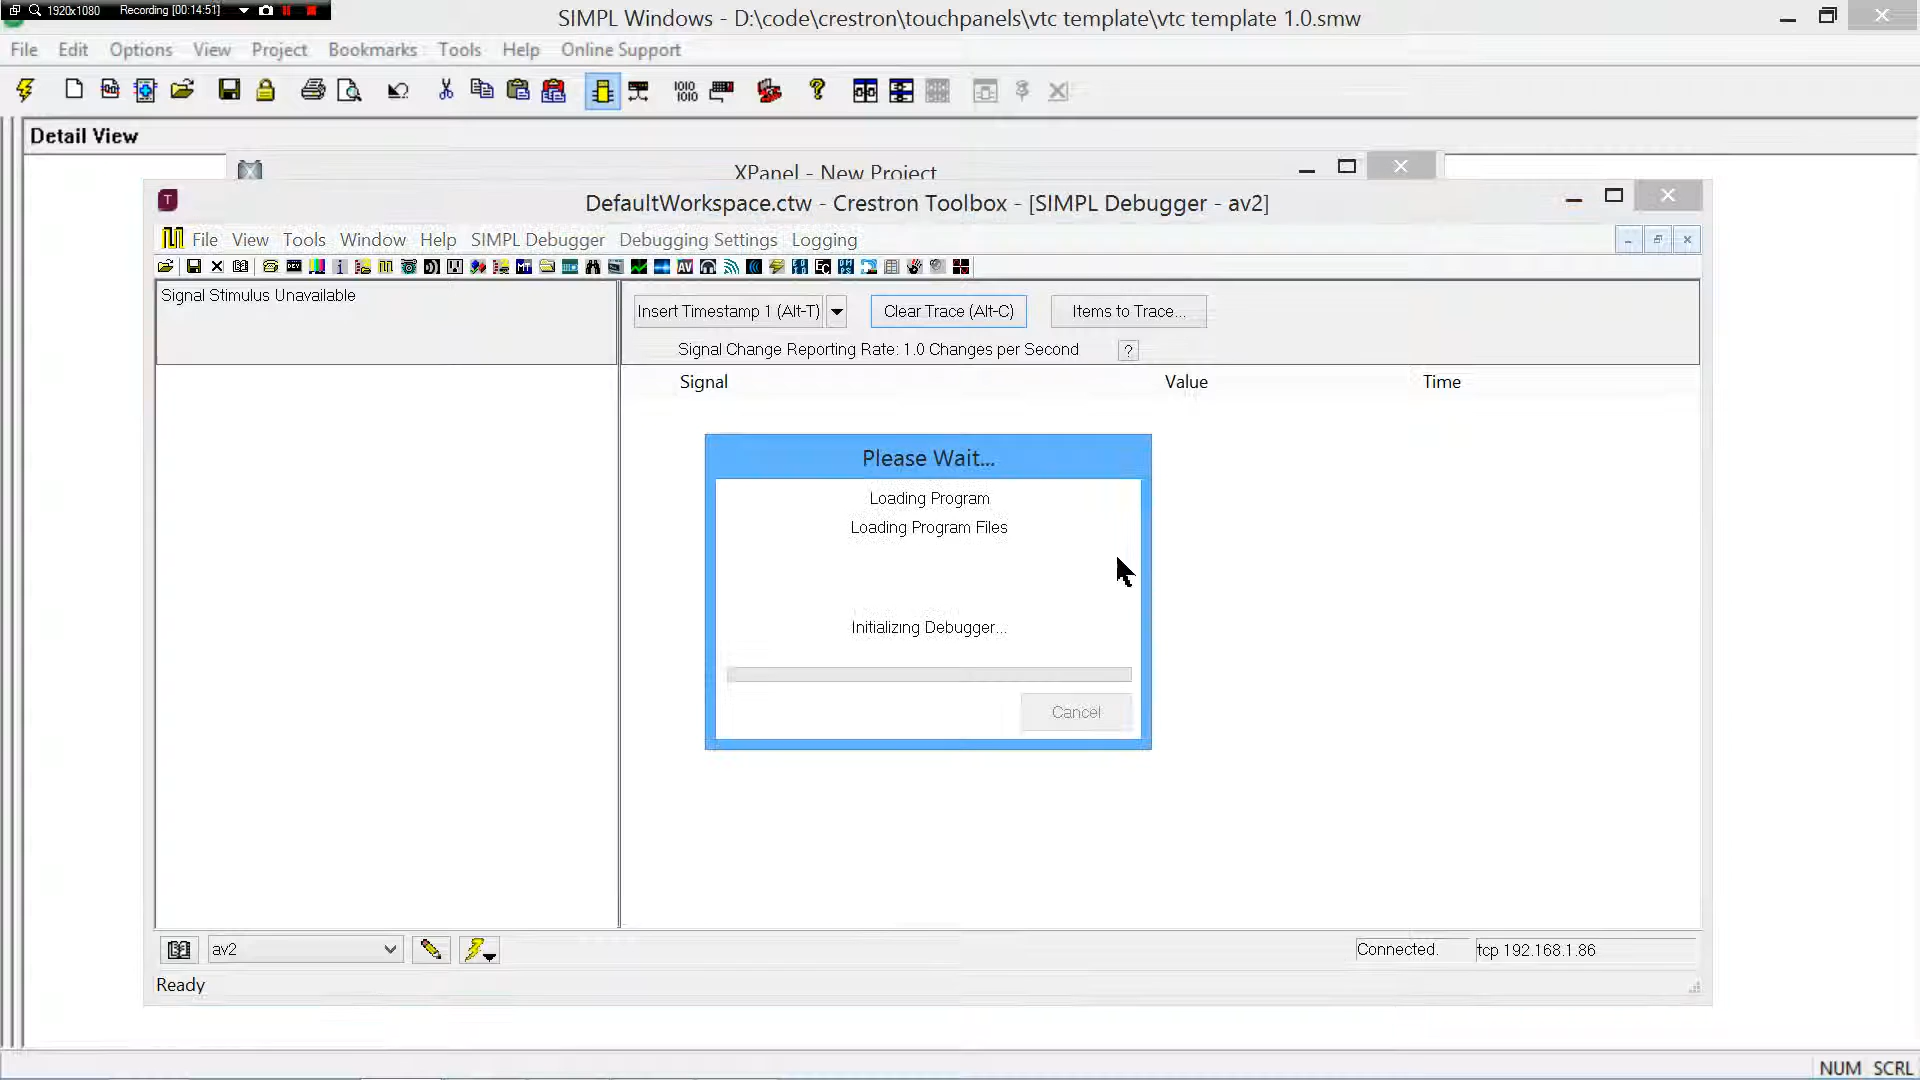 1920x1080 Recording [00:14:51]
SIMPL Windows - D:\code\crestron\touchpanels\vtc template\vtc template 1.0.smw
File Edit Options View Project Bookmarks Tools Help Online Support
Detail View
XPanel - New Project
DefaultWorkspace.ctw - Crestron Toolbox - [SIMPL Debugger - av2]
File View Tools Window Help SIMPL Debugger Debugging Settings Logging
Signal Stimulus Unavailable
Insert Timestamp 1 (Alt-T) Clear Trace (Alt-C) Items to Trace...
Signal Change Reporting Rate: 1.0 Changes per Second ?
Signal Value Time
Please Wait...
Loading Program
Loading Program Files
Initializing Debugger...
Cancel
av2 Connected. tcp 192.168.1.86
Ready
NUM SCRL